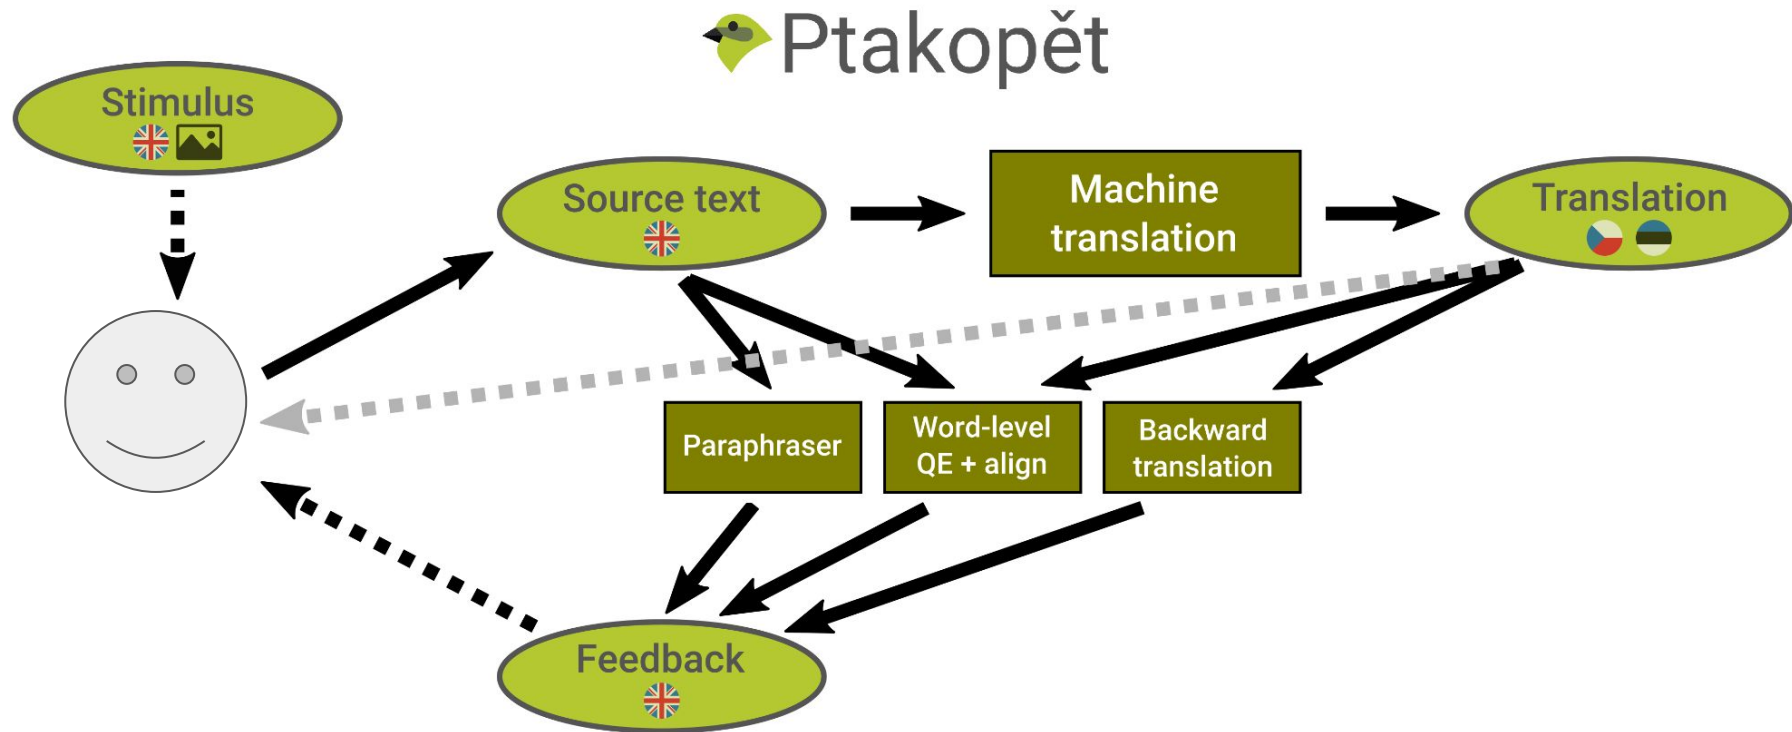 Ptakopět
Stimulus
Source text
Machine
translation
Translation
Paraphraser
Word-level
QE + align
Backward
translation
Feedback